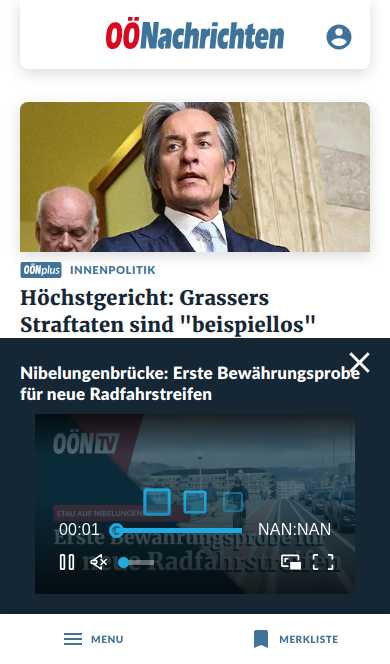 OÖNachrichten
OÖNplus INNENPOLITIK
Höchstgericht: Grassers
Straftaten sind "beispiellos"
Nibelungenbrücke: Erste Bewährungsprobe
für neue Radfahrstreifen
OÖN TV
STAU AUF NIBELUNGEN
Erste Bewährungsprobe für
neue Radfahrstreifen
00:01
NAN:NAN
MENU
MERKLISTE